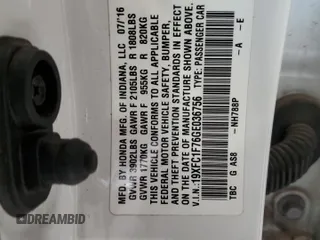 MFD. BY HONDA MFG. OF INDIANA, LLC 07/16
GVWR 3902LBS GAWR F 2105LBS R 1808LBS
GVWR 1770KG GAWR F 955KG R 820KG
THIS VEHICLE CONFORMS TO ALL APPLICABLE
FEDERAL MOTOR VEHICLE SAFETY, BUMPER,
AND THEFT PREVENTION STANDARDS IN EFFECT
ON THE DATE OF MANUFACTURE SHOWN ABOVE.
V.I.N.: 19XFC1F76GE036756 TYPE: PASSENGER CAR
NH788P A E
TBC G AS8
DREAMBID